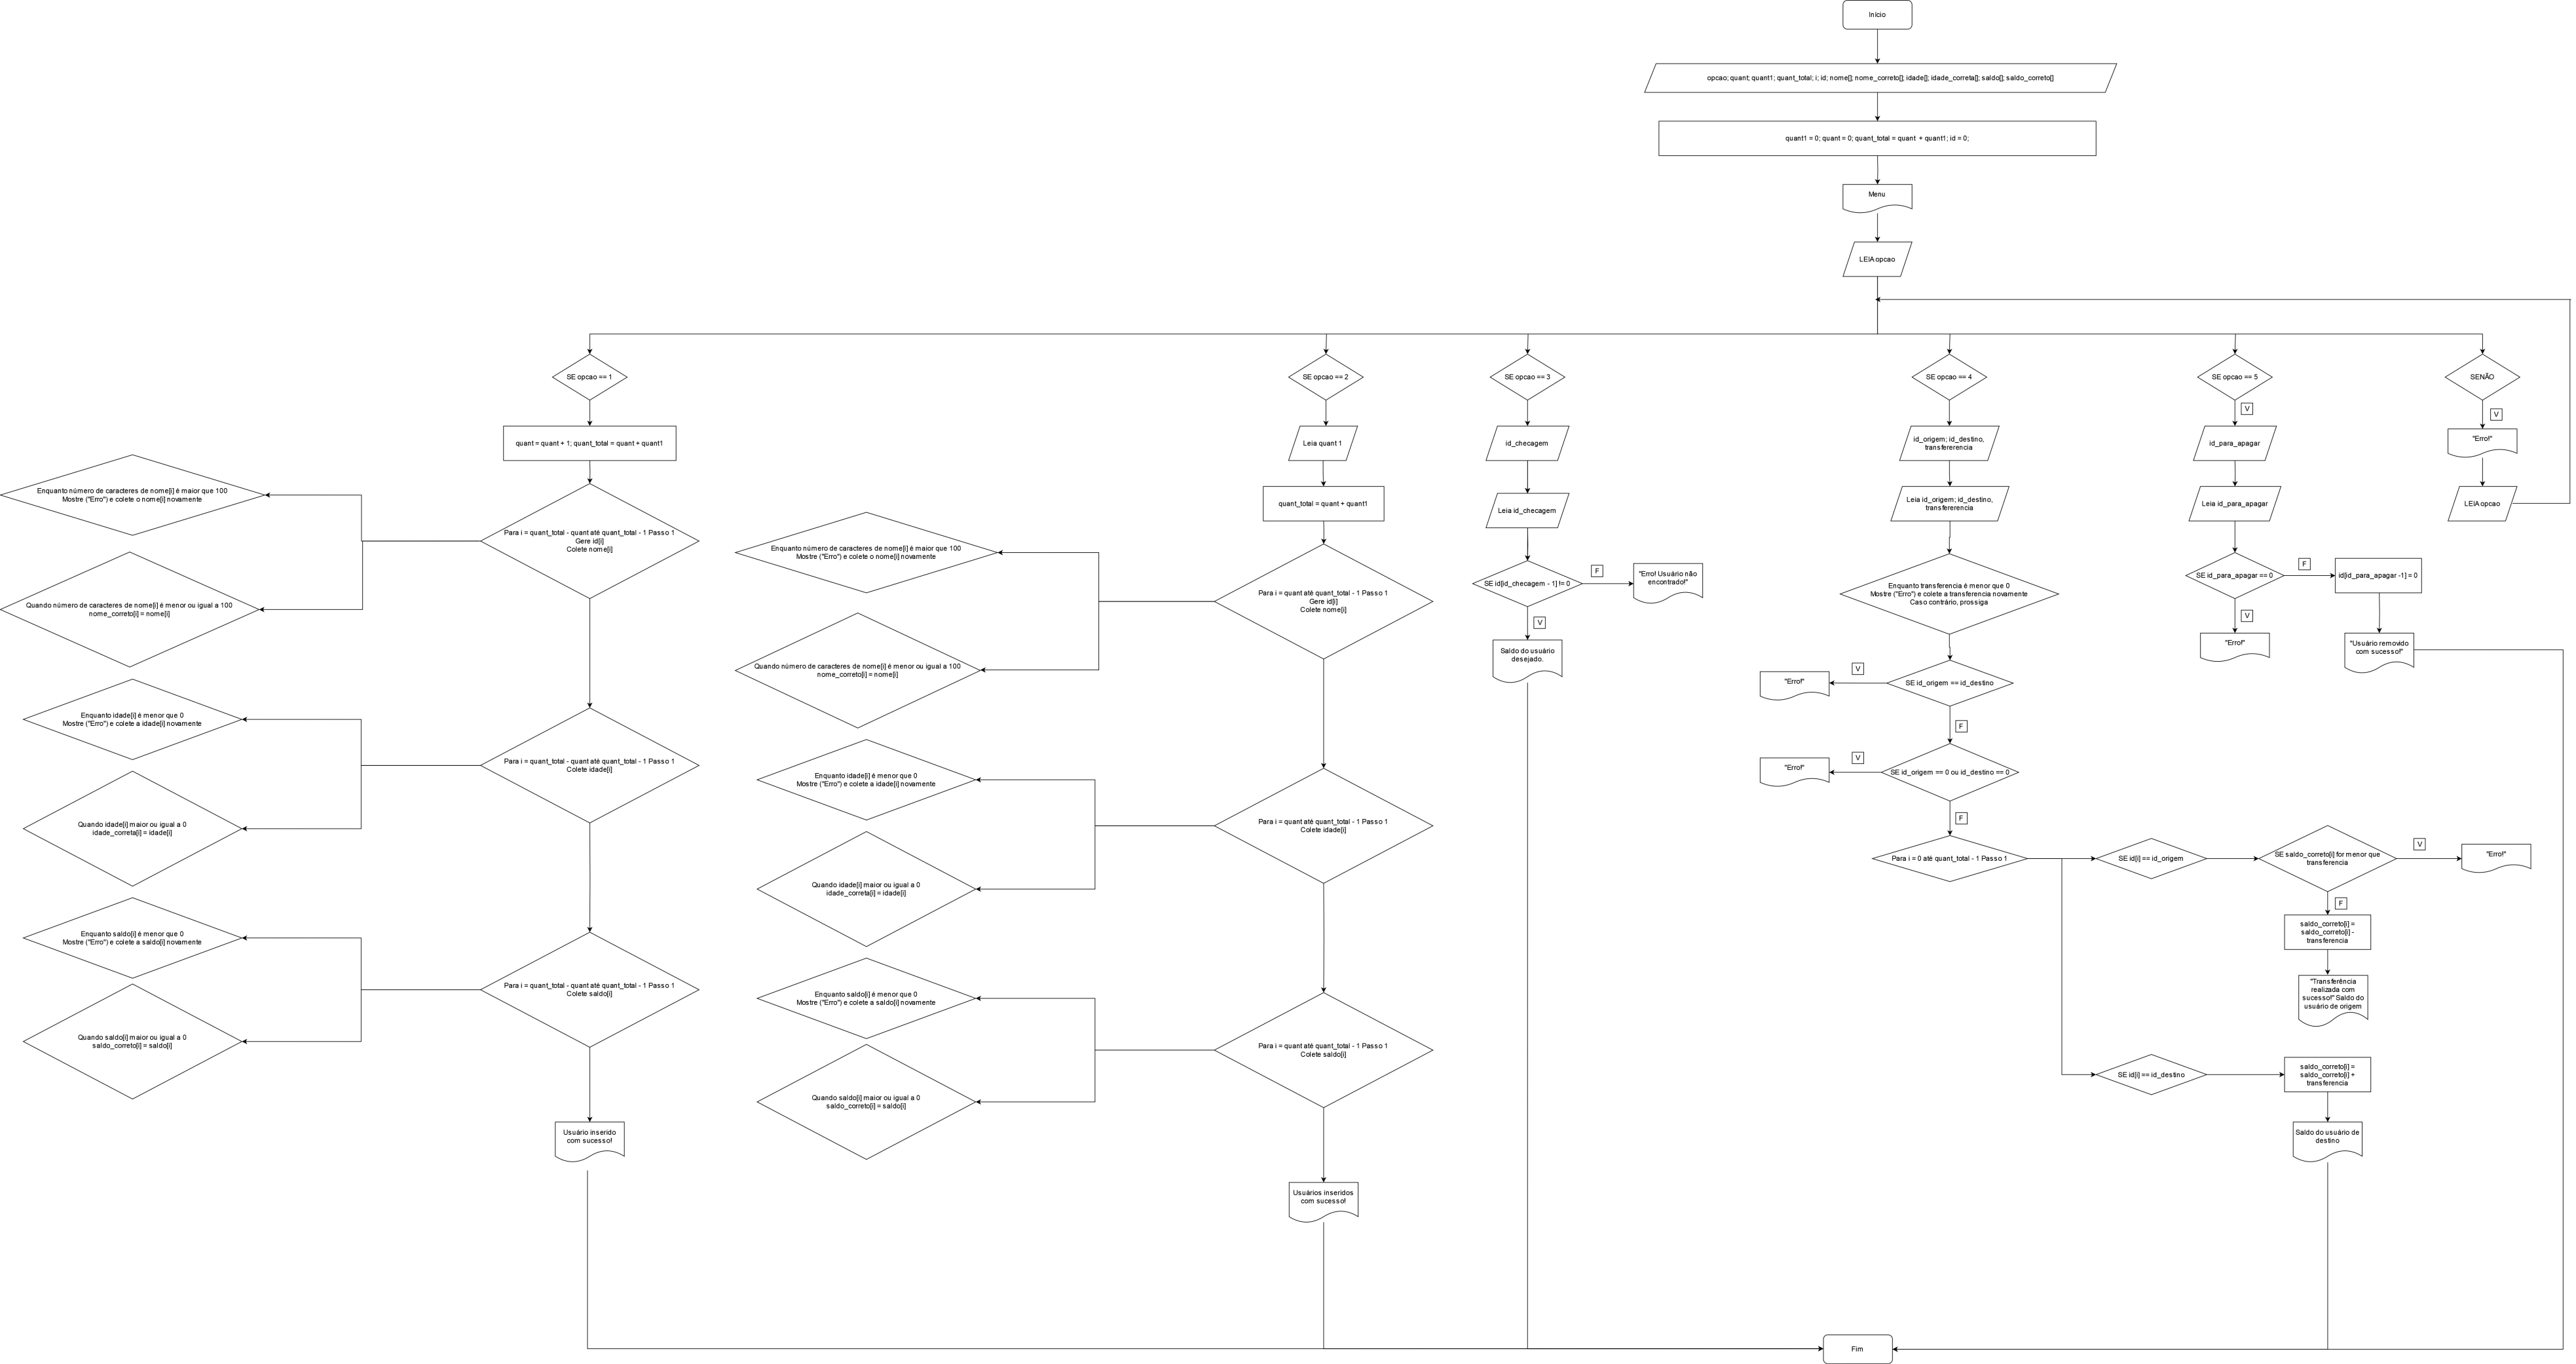 Início
opcao; quant; quant1; quant_total; i; id; nome[]; nome_correto[]; idade[]; idade_correta[]; saldo[]; saldo_correto[]
quant1 = 0; quant = 0; quant_total = quant + quant1; id = 0;
Menu
LEIA opcao
SE opcao == 1
quant = quant + 1; quant_total = quant + quant1
Para i = quant_total - quant até quant_total - 1 Passo 1
Gere id[i]
Colete nome[i]
Enquanto número de caracteres de nome[i] é maior que 100
Mostre ("Erro") e colete o nome[i] novamente
Quando número de caracteres de nome[i] é menor ou igual a 100
nome_correto[i] = nome[i]
Para i = quant_total - quant até quant_total - 1 Passo 1
Colete idade[i]
Enquanto idade[i] é menor que 0
Mostre ("Erro") e colete a idade[i] novamente
Quando idade[i] maior ou igual a 0
idade_correta[i] = idade[i]
Para i = quant_total - quant até quant_total - 1 Passo 1
Colete saldo[i]
Enquanto saldo[i] é menor que 0
Mostre ("Erro") e colete a saldo[i] novamente
Quando saldo[i] maior ou igual a 0
saldo_correto[i] = saldo[i]
Usuário inserido
com sucesso!
SE opcao == 2
Leia quant 1
quant_total = quant + quant1
Para i = quant até quant_total - 1 Passo 1
Gere id[i]
Colete nome[i]
Enquanto número de caracteres de nome[i] é maior que 100
Mostre ("Erro") e colete o nome[i] novamente
Quando número de caracteres de nome[i] é menor ou igual a 100
nome_correto[i] = nome[i]
Para i = quant até quant_total - 1 Passo 1
Colete idade[i]
Enquanto idade[i] é menor que 0
Mostre ("Erro") e colete a idade[i] novamente
Quando idade[i] maior ou igual a 0
idade_correta[i] = idade[i]
Para i = quant até quant_total - 1 Passo 1
Colete saldo[i]
Enquanto saldo[i] é menor que 0
Mostre ("Erro") e colete a saldo[i] novamente
Quando saldo[i] maior ou igual a 0
saldo_correto[i] = saldo[i]
Usuários inseridos
com sucesso!
SE opcao == 3
id_checagem
Leia id_checagem
SE id[id_checagem - 1] != 0
F
"Erro! Usuário não
encontrado!"
V
Saldo do usuário
desejado.
SE opcao == 4
id_origem; id_destino,
transfererencia
Leia id_origem; id_destino,
transfererencia
Enquanto transferencia é menor que 0
Mostre ("Erro") e colete a transferencia novamente
Caso contrário, prossiga
SE id_origem == id_destino
V
"Erro!"
F
SE id_origem == 0 ou id_destino == 0
V
"Erro!"
F
Para i = 0 até quant_total - 1 Passo 1
SE id[i] == id_origem
SE saldo_correto[i] for menor que
transferencia
V
"Erro!"
F
saldo_correto[i] =
saldo_correto[i] -
transferencia
"Transferência
realizada com
sucesso!" Saldo do
usuário de origem
SE id[i] == id_destino
saldo_correto[i] =
saldo_correto[i] +
transferencia
Saldo do usuário de
destino
SE opcao == 5
V
id_para_apagar
Leia id_para_apagar
SE id_para_apagar == 0
F
id[id_para_apagar -1] = 0
V
"Erro!"
"Usuário removido
com sucesso!"
SENÃO
V
"Erro!"
LEIA opcao
Fim